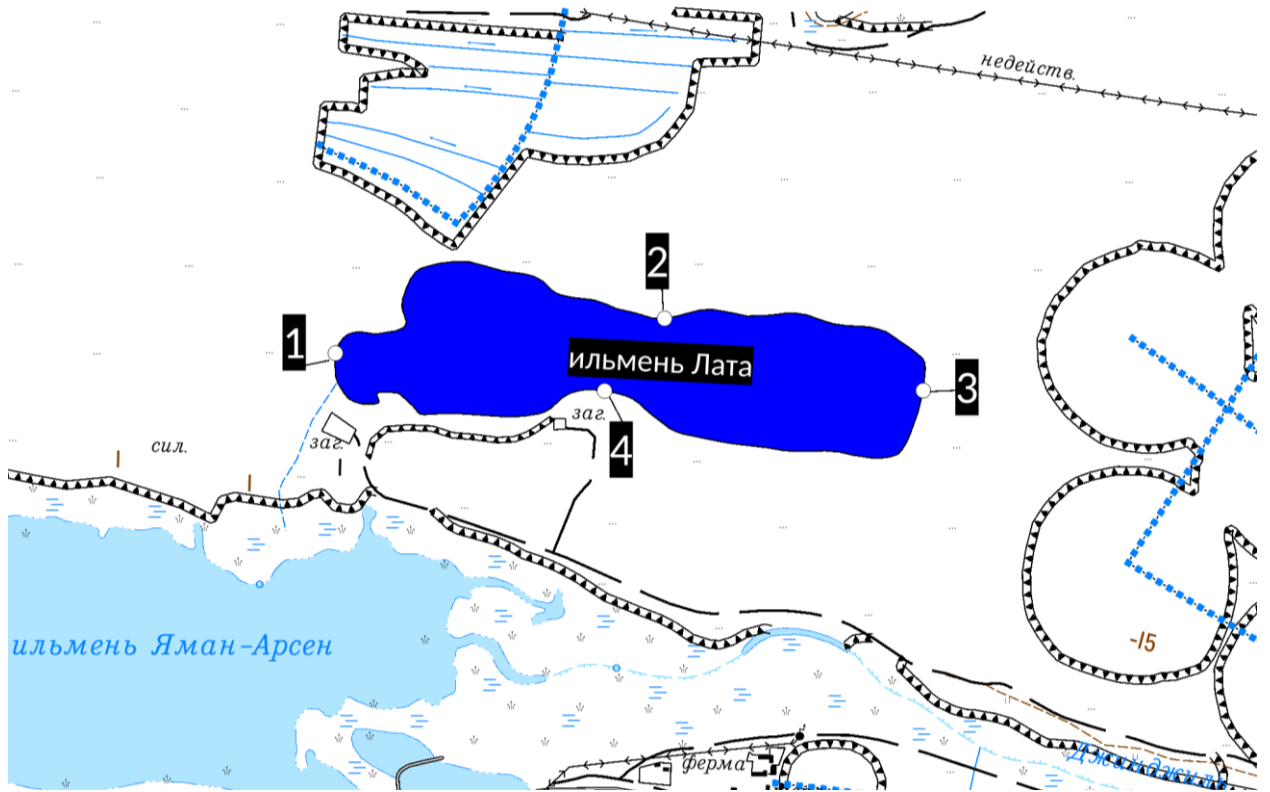 недейств.
2
1
ильмень Лата
3
заг.
4
заг.
сил.
ильмень Яман-Арсен
-15
ферма